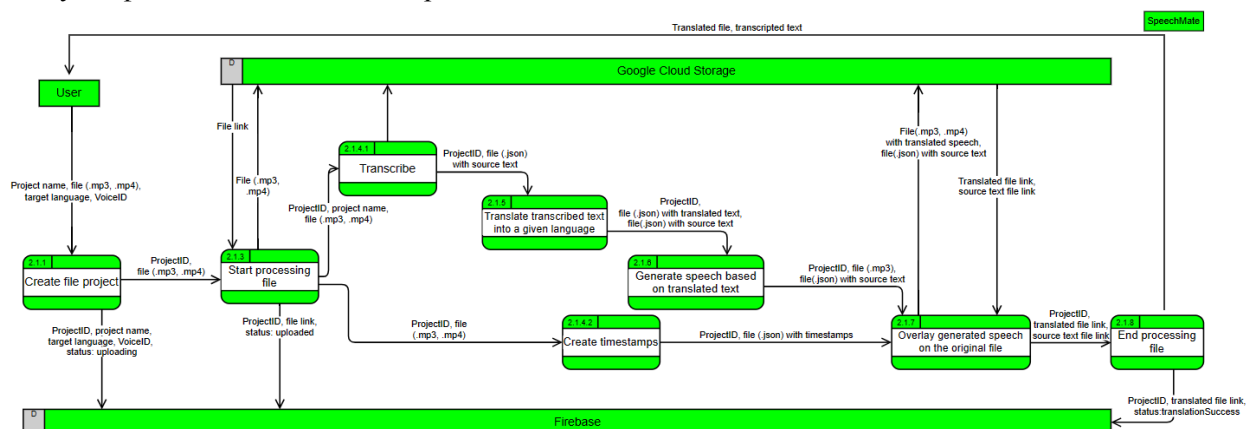 SpeechMate
Translated file, transcripted text
D
Google Cloud Storage
User
File link
File (.mp3,
.mp4)
Project name, file (.mp3, .mp4),
target language, VoiceID
2.1.4.1
Transcribe
ProjectID, file (.json)
with source text
ProjectID, project name,
file (.mp3, .mp4)
2.1.5
Translate transcribed text
into a given language
ProjectID,
file (.json) with translated text,
file(.json) with source text
File(.mp3, .mp4)
with translated speech,
file(.json) with source text
Translated file link,
source text file link
2.1.1
Create file project
ProjectID,
file (.mp3, .mp4)
2.1.3
Start processing
file
2.1.6
Generate speech based
on translated text
ProjectID, file (.mp3),
file(.json) with source text
ProjectID, project name,
target language, VoiceID,
status: uploading
ProjectID, file link,
status: uploaded
ProjectID, file
(.mp3, .mp4)
2.1.4.2
Create timestamps
ProjectID, file (.json) with timestamps
2.1.7
Overlay generated speech
on the original file
ProjectID,
translated file link,
source text file link
2.1.8
End processing
file
ProjectID, translated file link,
status:translationSuccess
D
Firebase